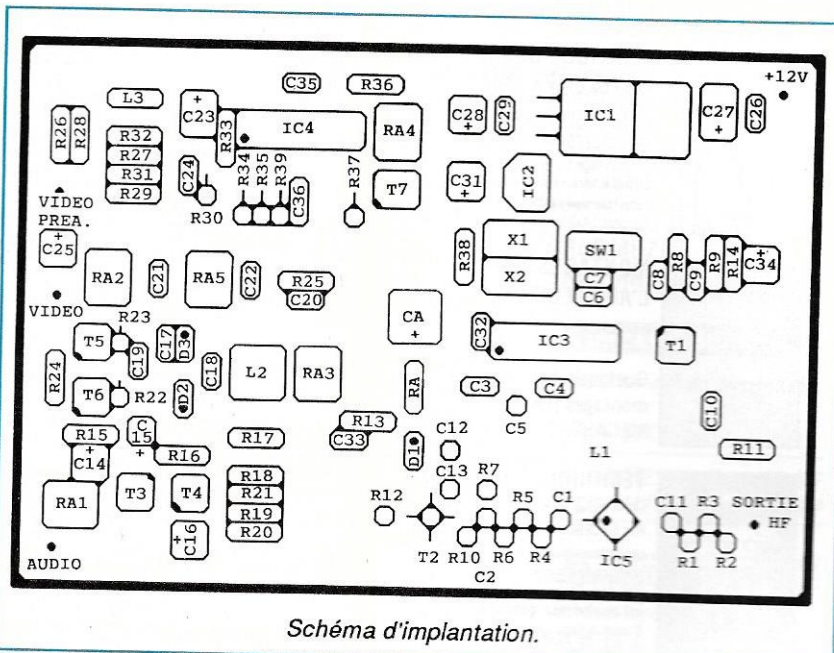 +12V
C35
R36
L3
+
C23
R33
IC4
RA4
+
C28
C29
IC1
C27
+
C26
R26
R28
R32
R27
R31
R29
C24
R30
R34
R35
R39
C36
R37
T7
C31
+
IC2
VIDEO
PREA.
+
C25
RA2
C21
RA5
C22
R25
C20
R38
X1
X2
SW1
C7
C6
C8
R8
C9
R9
R14
+
C34
VIDEO
R23
T5
C19
C17
D3
CA
+
C32
IC3
T1
R24
T6
R22
D2
C18
L2
RA3
RA
C3
C4
C5
C10
R15
+
C14
C
15
+
R16
R17
R13
C33
D1
C12
L1
R11
RA1
T3
T4
R18
R21
R19
R20
+
C16
C13
R7
R12
T2
R10
C2
R6
R5
R4
C1
IC5
C11
R3
SORTIE
HF
R1
R2
AUDIO
Schéma d'implantation.